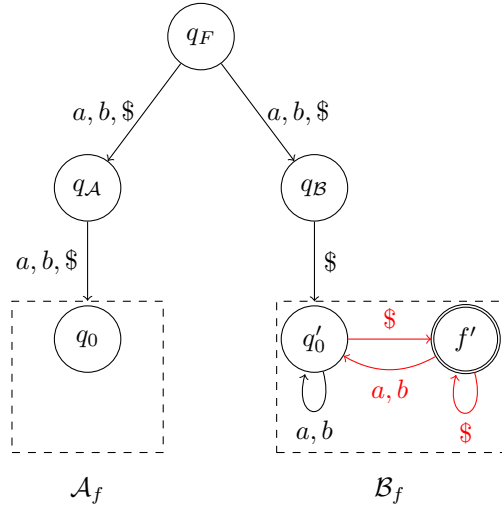 q_F
a, b, $ a, b, $
q_𝒜 q_ℬ
a, b, $ $
q_0 q'_0 $ f'
a, b
a, b $
𝒜_f ℬ_f